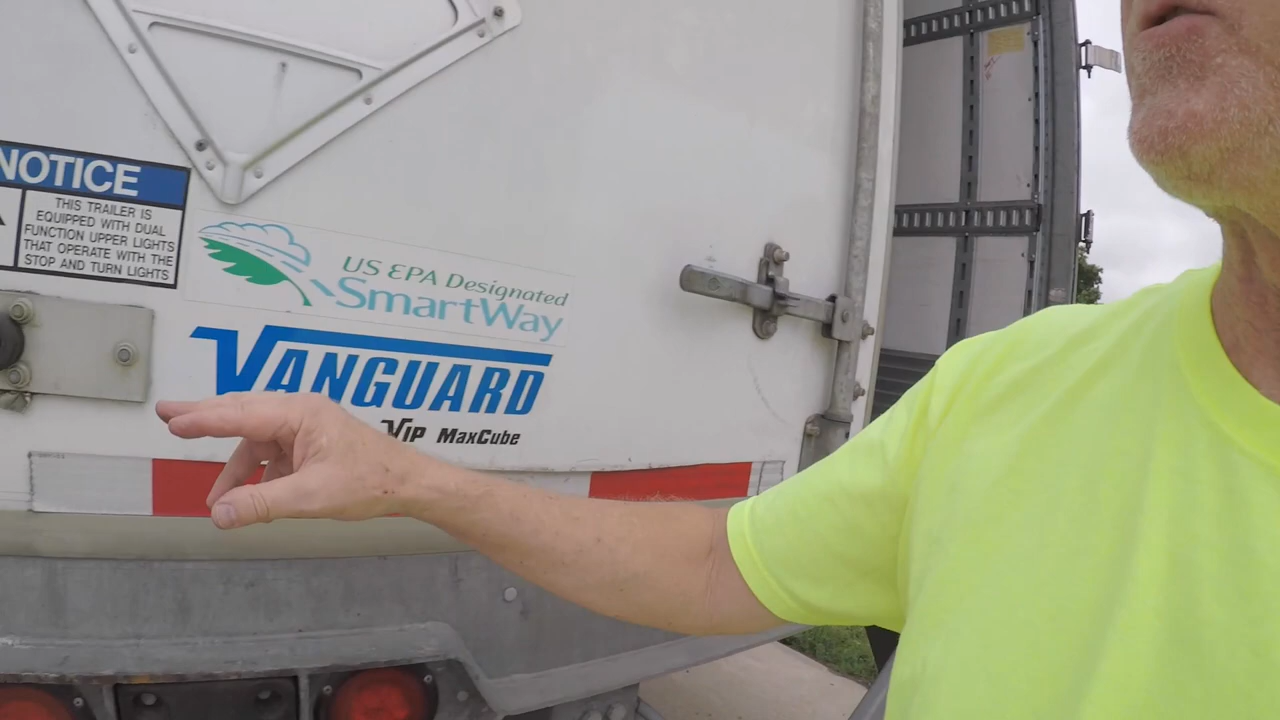 NOTICE
THIS TRAILER IS
EQUIPPED WITH DUAL
FUNCTION UPPER LIGHTS
THAT OPERATE WITH THE
STOP AND TURN LIGHTS
US EPA Designated
SmartWay
VANGUARD
VIP MaxCube